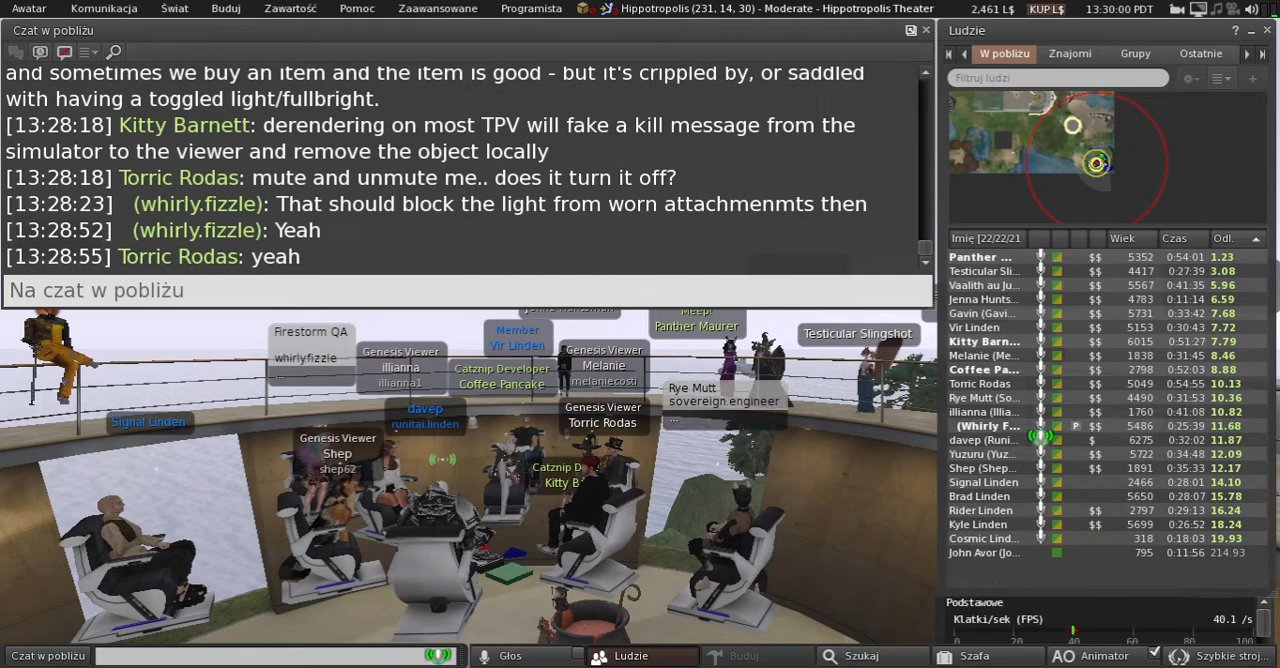 Awatar Komunikacja Świat Buduj Zawartość Pomoc Zaawansowane Programista Hippotropolis (231, 14, 30) - Moderate - Hippotropolis Theater 2,461 L$ KUP L$ 13:30:00 PDT
Czat w pobliżu
and sometimes we buy an item and the item is good - but it's crippled by, or saddled
with having a toggled light/fullbright.
[13:28:18] Kitty Barnett: derendering on most TPV will fake a kill message from the
simulator to the viewer and remove the object locally
[13:28:18] Torric Rodas: mute and unmute me.. does it turn it off?
[13:28:23] (whirly.fizzle): That should block the light from worn attachmenmts then
[13:28:52] (whirly.fizzle): Yeah
[13:28:55] Torric Rodas: yeah
Na czat w pobliżu
Meep!
Panther Maurer
Testicular Slingshot
Firestorm QA
whirlyfizzle
...
Member
Vir Linden
Genesis Viewer
illianna
illianna1
Catznip Developer
Coffee Pancake
Genesis Viewer
Melanie
melaniecosti
Rye Mutt
sovereign.engineer
...
Signal Linden
davep
runitai.linden
Genesis Viewer
Torric Rodas
Genesis Viewer
Shep
shep62
Catznip D
Kitty B
Ludzie
? _ ×
W pobliżu Znajomi Grupy Ostatnie
Filtruj ludzi
Imię [22/22/21 Wiek Czas Odl.
Panther ... 5352 0:54:01 1.23
Testicular Sli... 4417 0:27:39 3.08
Vaalith au Ju... $$ 5567 0:41:35 5.96
Jenna Hunts... 4783 0:11:14 6.59
Gavin (Gavi... 5731 0:33:42 7.68
Vir Linden 5153 0:30:43 7.72
Kitty Barn... $$ 6015 0:51:27 7.79
Melanie (Me... 1838 0:31:45 8.46
Coffee Pa... $$ 2798 0:52:03 8.88
Torric Rodas 5049 0:54:55 10.13
Rye Mutt (So... $$ 4490 0:31:53 10.36
illianna (Illia... 1760 0:41:08 10.82
(Whirly F... P $$ 5486 0:25:39 11.68
davep (Runi... $ 6275 0:32:02 11.87
Yuzuru (Yuz... $$ 5722 0:34:48 12.09
Shep (Shep... $$ 1891 0:35:33 12.17
Signal Linden 2466 0:28:01 14.10
Brad Linden 5650 0:28:07 15.78
Rider Linden $$ 2797 0:29:13 16.24
Kyle Linden $$ 5699 0:26:52 18.24
Cosmic Lind... 318 0:18:03 19.93
John Avor (Jo... 795 0:11:56 214.93
Podstawowe
Klatki/sek (FPS) 40.1 /s
0 20 40 60 80 100
Czat w pobliżu Głos Ludzie Buduj Szukaj Szafa AO Animator Szybkie stroj...